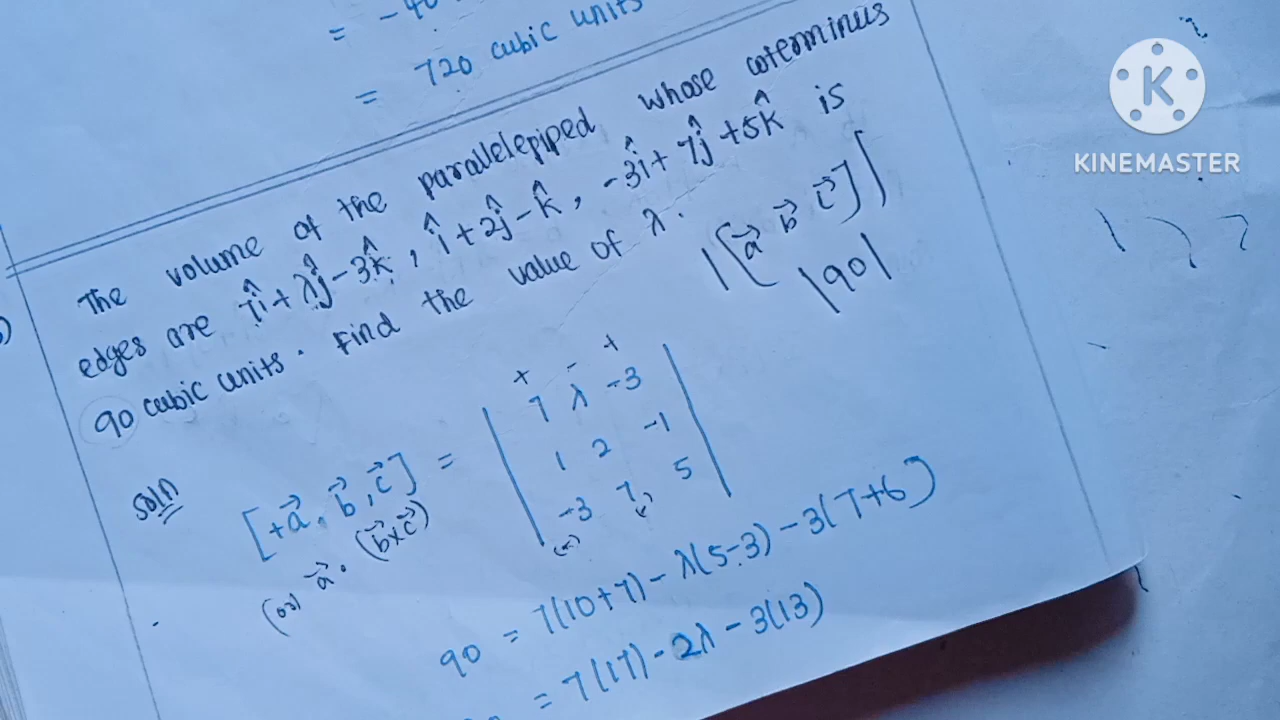 = -40
= 720 cubic units
The volume of the parallelepiped whose coterminus
edges are 7î + λĵ - 3k̂, î + 2ĵ - k̂, -3î + 7ĵ + 5k̂ is
90 cubic units. Find the value of λ.
|[a⃗ b⃗ c⃗]|
|90|
Soln
[+a⃗, b⃗, c⃗] =
(or) a⃗ · (b⃗×c⃗)
+ - +
7 λ -3
1 2 -1
-3 7 5
90 = 7(10+7) - λ(5-3) - 3(7+6)
= 7(17) - 2λ - 3(13)
K
KINEMASTER